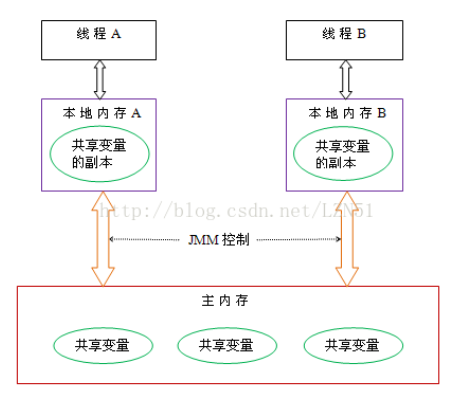 线程 A
线程 B
本地内存 A
本地内存 B
共享变量
的副本
共享变量
的副本
http://blog.csdn.net/LZN51
JMM 控制
主内存
共享变量
共享变量
共享变量